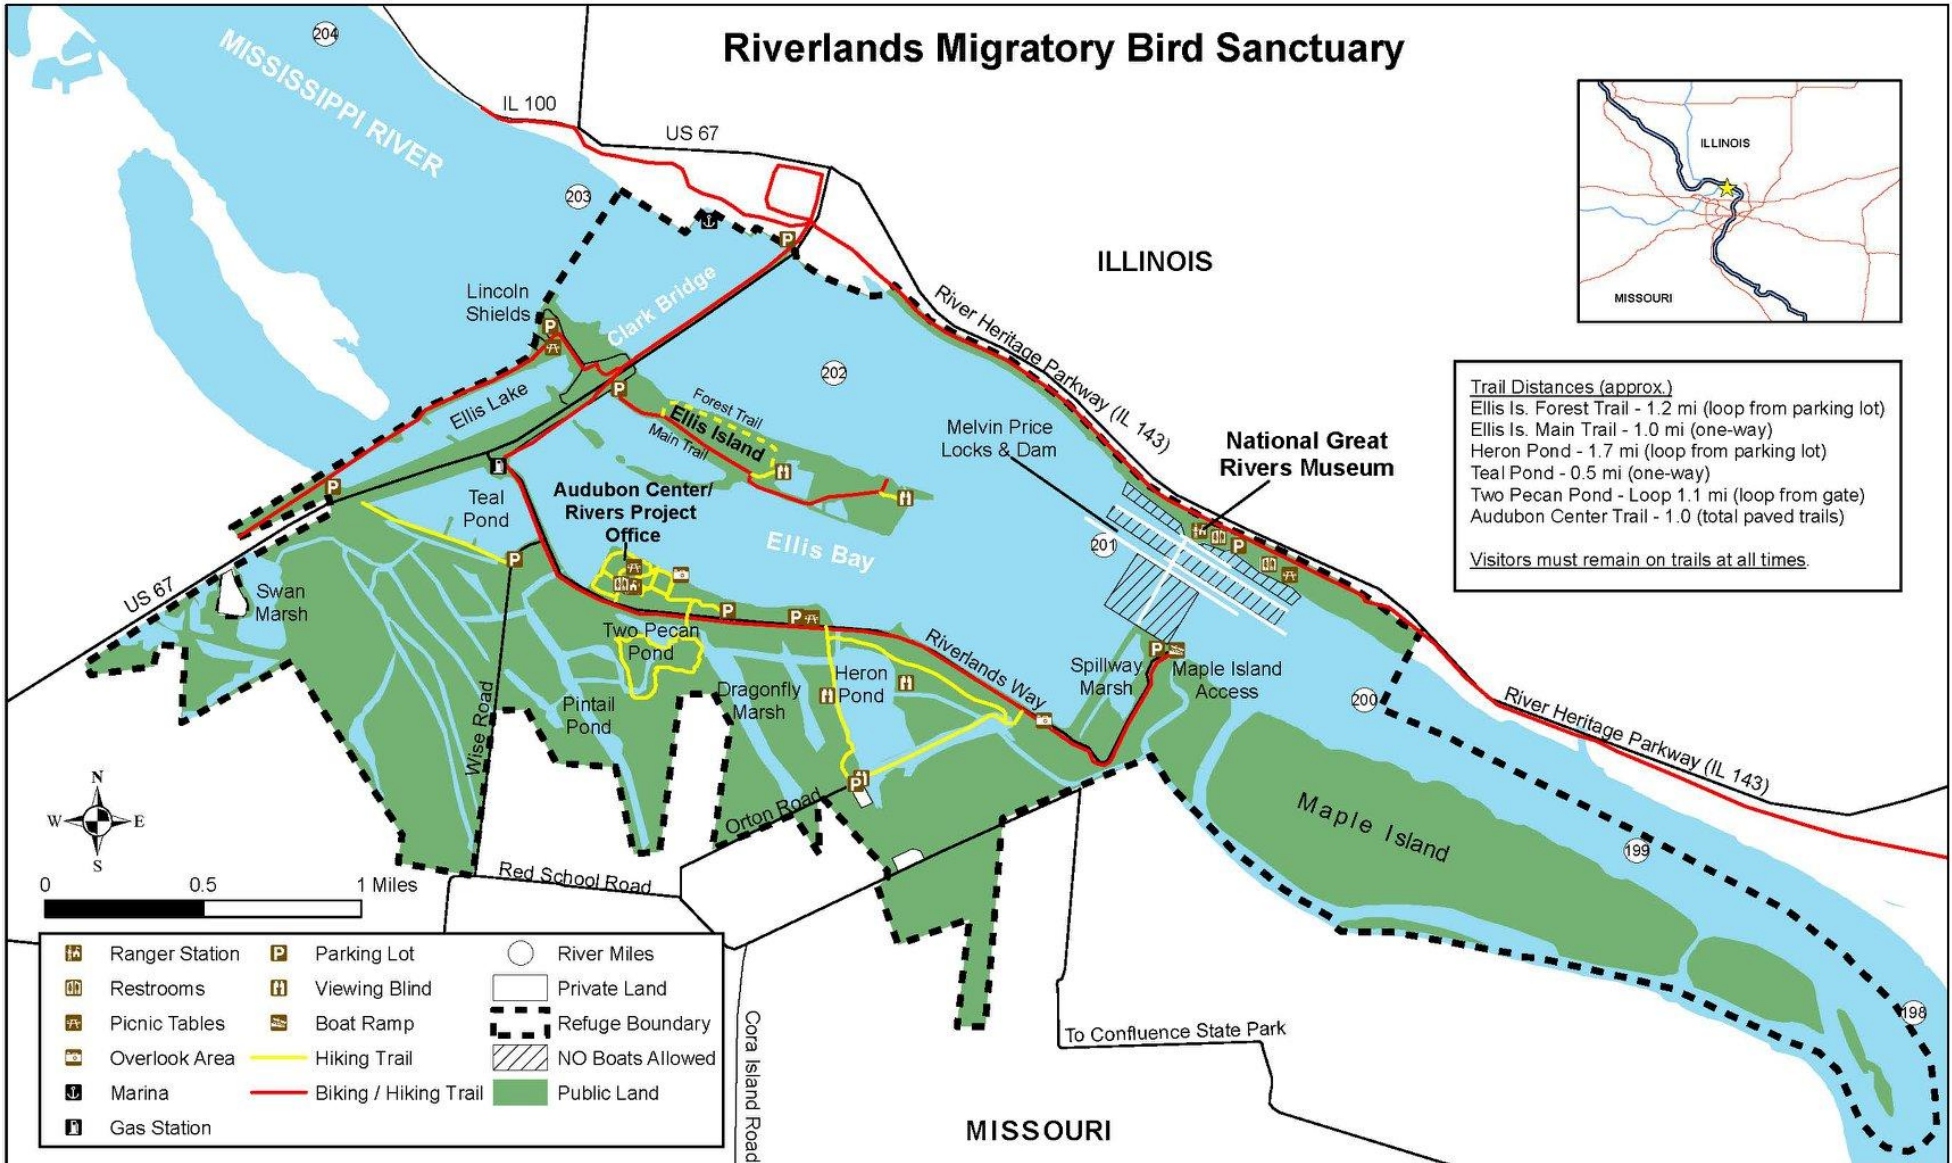 Riverlands Migratory Bird Sanctuary
204
MISSISSIPPI RIVER
IL 100
US 67
203
ILLINOIS
MISSOURI
ILLINOIS
Lincoln
Shields
Clark Bridge
River Heritage Parkway (IL 143)
202
Ellis Lake
Forest Trail
Ellis Island
Main Trail
Melvin Price
Locks & Dam
National Great
Rivers Museum
Trail Distances (approx.)
Ellis Is. Forest Trail - 1.2 mi (loop from parking lot)
Ellis Is. Main Trail - 1.0 mi (one-way)
Heron Pond - 1.7 mi (loop from parking lot)
Teal Pond - 0.5 mi (one-way)
Two Pecan Pond - Loop 1.1 mi (loop from gate)
Audubon Center Trail - 1.0 (total paved trails)
Visitors must remain on trails at all times.
Teal
Pond
Audubon Center/
Rivers Project
Office
Ellis Bay
201
US 67
Swan
Marsh
Two Pecan
Pond
Riverlands Way
Heron
Pond
Spillway
Marsh
Maple Island
Access
200
River Heritage Parkway (IL 143)
Wise Road
Pintail
Pond
Dragonfly
Marsh
Orton Road
Maple Island
199
198
N
W
E
S
0
0.5
1 Miles
Red School Road
Ranger Station
P
Parking Lot
River Miles
Restrooms
Viewing Blind
Private Land
Picnic Tables
Boat Ramp
Refuge Boundary
Overlook Area
Hiking Trail
NO Boats Allowed
Marina
Biking / Hiking Trail
Public Land
Gas Station
Cora Island Road
To Confluence State Park
MISSOURI